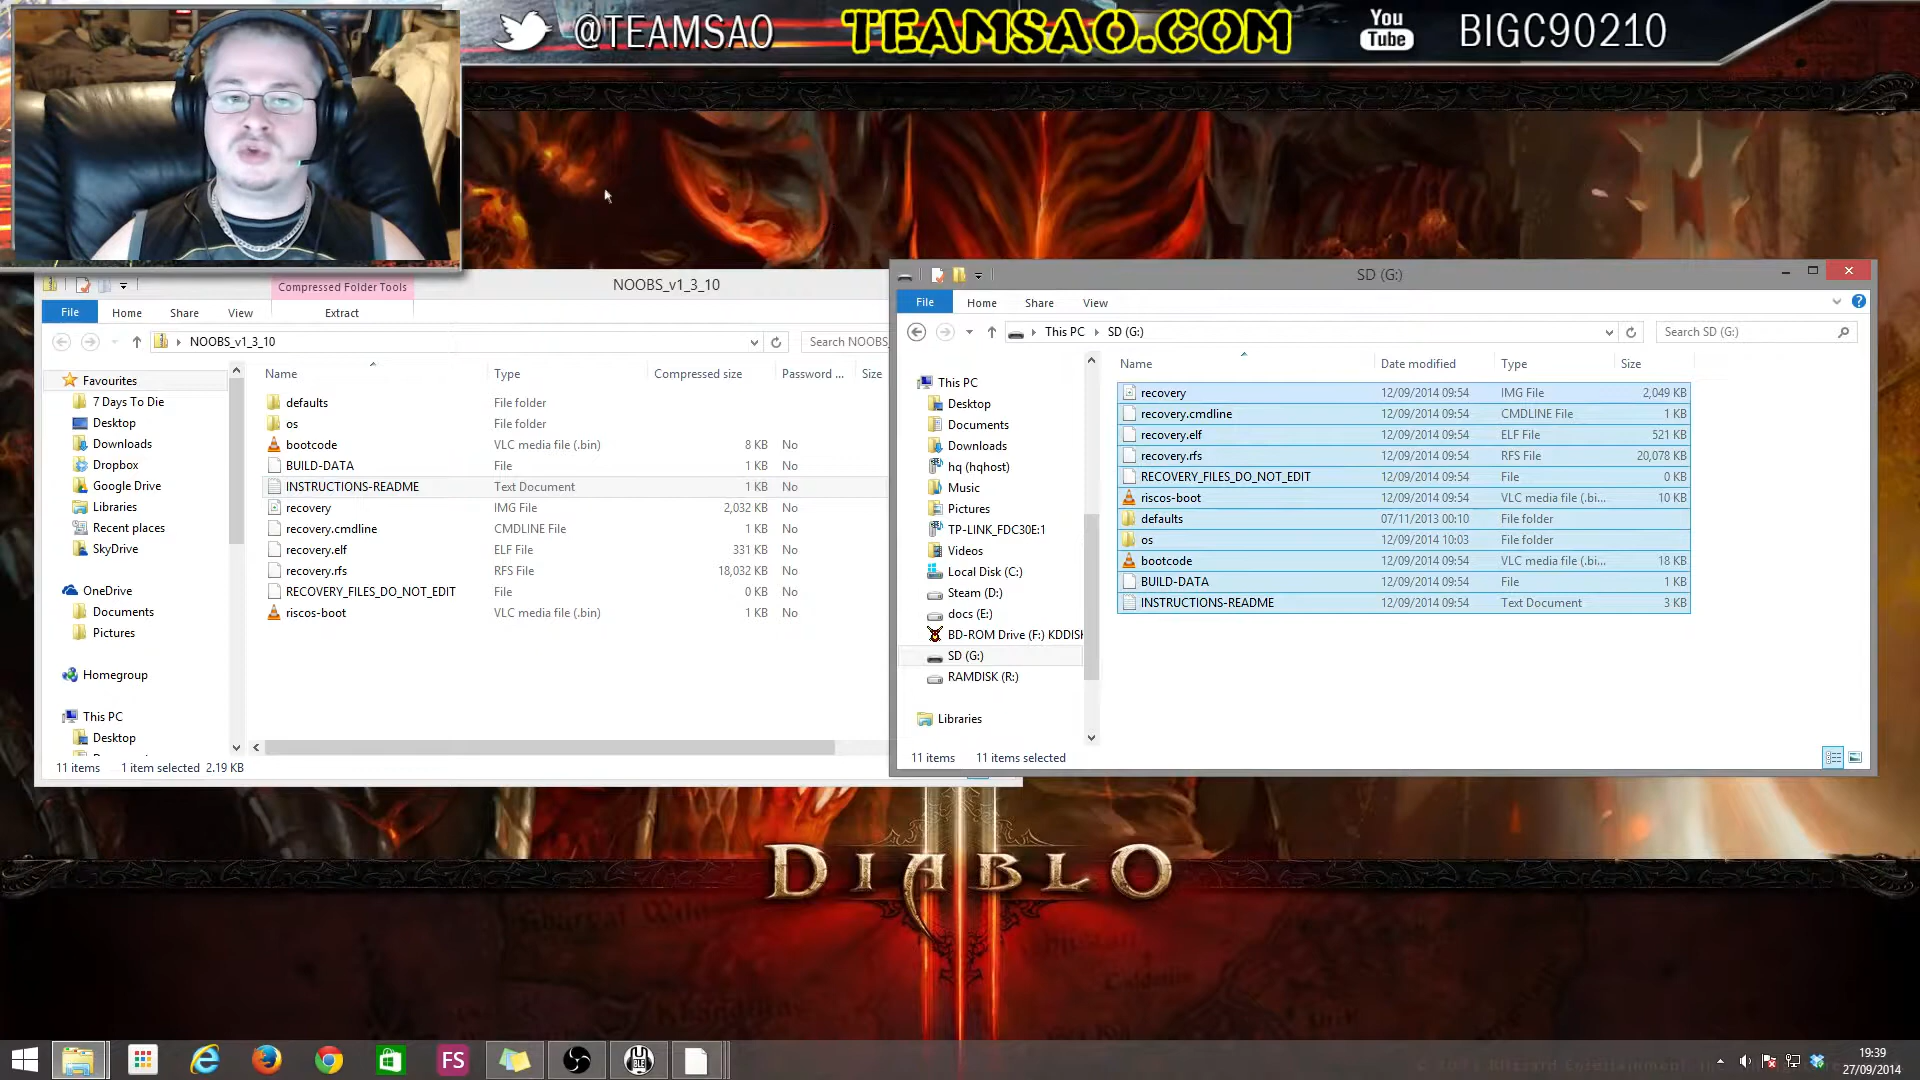 @TEAMSAO
TEAMSAO.COM
You
Tube
BIGC90210
Compressed Folder Tools
NOOBS_v1_3_10
File
Home
Share
View
Extract
NOOBS_v1_3_10
Search NOOBS_
Name
Type
Compressed size
Password ...
Size
Favourites
7 Days To Die
Desktop
Downloads
Dropbox
Google Drive
Libraries
Recent places
SkyDrive
OneDrive
Documents
Pictures
Homegroup
This PC
Desktop
defaults File folder
os File folder
bootcode VLC media file (.bin) 8 KB No
BUILD-DATA File 1 KB No
INSTRUCTIONS-README Text Document 1 KB No
recovery IMG File 2,032 KB No
recovery.cmdline CMDLINE File 1 KB No
recovery.elf ELF File 331 KB No
recovery.rfs RFS File 18,032 KB No
RECOVERY_FILES_DO_NOT_EDIT File 0 KB No
riscos-boot VLC media file (.bin) 1 KB No
11 items 1 item selected 2.19 KB
SD (G:)
File
Home
Share
View
This PC
SD (G:)
Search SD (G:)
Name
Date modified
Type
Size
This PC
Desktop
Documents
Downloads
hq (hqhost)
Music
Pictures
TP-LINK_FDC30E:1
Videos
Local Disk (C:)
Steam (D:)
docs (E:)
BD-ROM Drive (F:) KDDISK
SD (G:)
RAMDISK (R:)
Libraries
recovery 12/09/2014 09:54 IMG File 2,049 KB
recovery.cmdline 12/09/2014 09:54 CMDLINE File 1 KB
recovery.elf 12/09/2014 09:54 ELF File 521 KB
recovery.rfs 12/09/2014 09:54 RFS File 20,078 KB
RECOVERY_FILES_DO_NOT_EDIT 12/09/2014 09:54 File 0 KB
riscos-boot 12/09/2014 09:54 VLC media file (.bi... 10 KB
defaults 07/11/2013 00:10 File folder
os 12/09/2014 10:03 File folder
bootcode 12/09/2014 09:54 VLC media file (.bi... 18 KB
BUILD-DATA 12/09/2014 09:54 File 1 KB
INSTRUCTIONS-README 12/09/2014 09:54 Text Document 3 KB
11 items 11 items selected
DIABLO
FS
19:39
27/09/2014